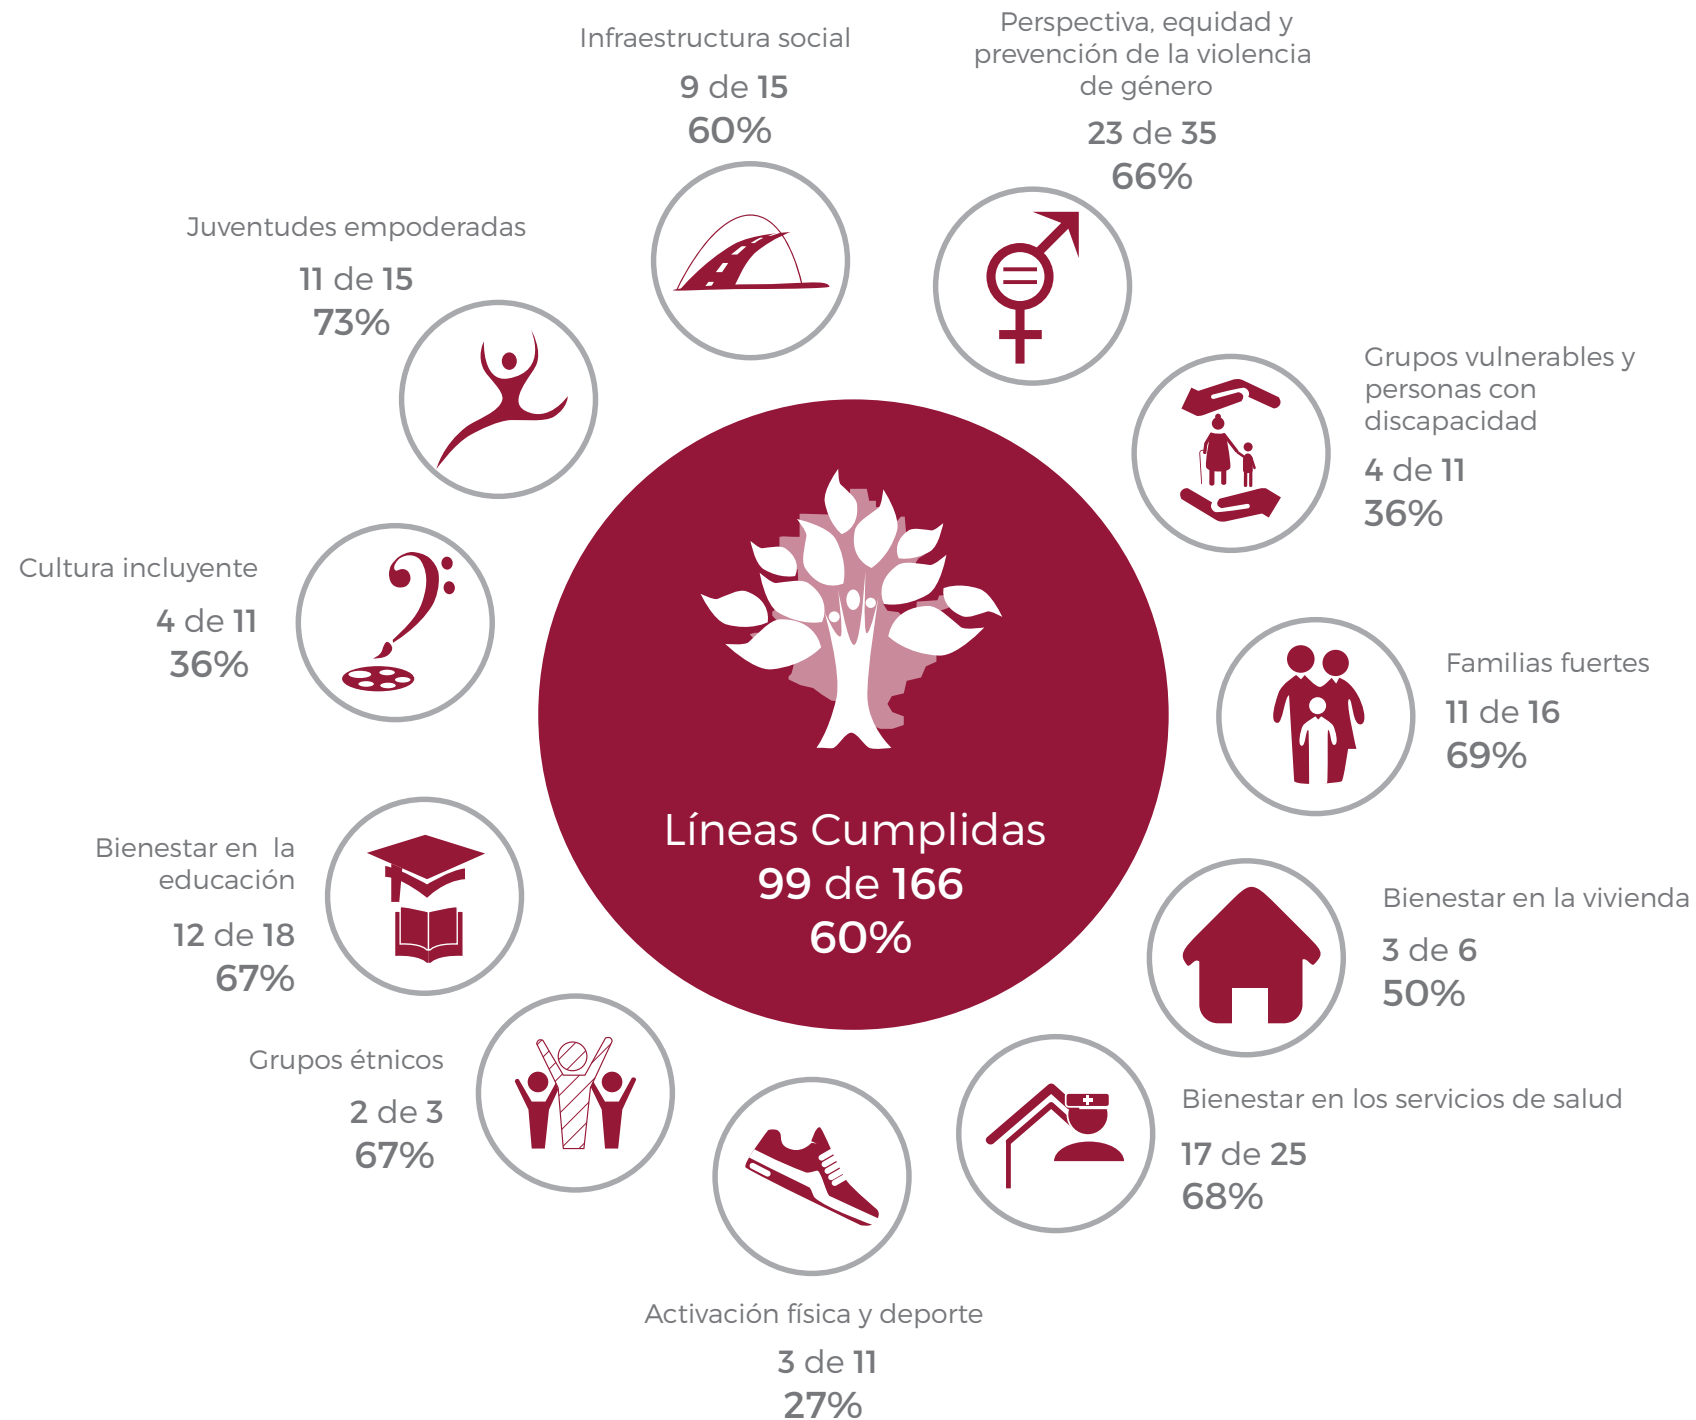 Infraestructura social
9 de 15
60%
Perspectiva, equidad y
prevención de la violencia
de género
23 de 35
66%
Grupos vulnerables y
personas con
discapacidad
4 de 11
36%
Familias fuertes
11 de 16
69%
Bienestar en la vivienda
3 de 6
50%
Bienestar en los servicios de salud
17 de 25
68%
Activación física y deporte
3 de 11
27%
Grupos étnicos
2 de 3
67%
Bienestar en la
educación
12 de 18
67%
Cultura incluyente
4 de 11
36%
Juventudes empoderadas
11 de 15
73%
Líneas Cumplidas
99 de 166
60%